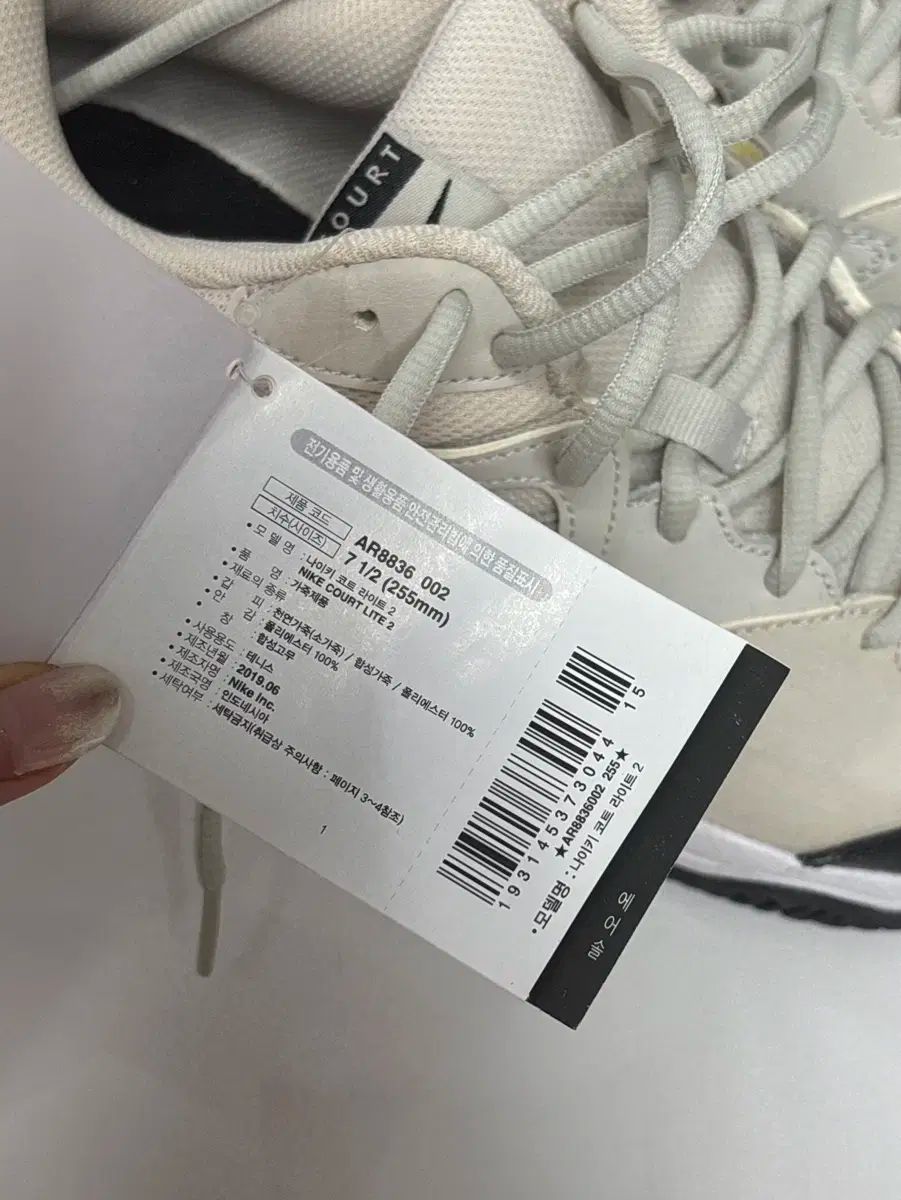 COURT
전기용품 및 생활용품 안전관리법에 의한 품질표시
제품 코드 AR8836 002
치수(사이즈) 7 1/2 (255mm)
• 모델명 : 나이키 코트 라이트 2
NIKE COURT LITE 2
• 품 명 : 가죽제품
• 재료의 종류
• 갑 피 : 천연가죽(소가죽) / 합성가죽 / 폴리에스터 100%
• 안 감 : 폴리에스터 100%
창 : 합성고무
• 사용용도 : 테니스
• 제조년월 : 2019.06
• 제조자명 : Nike Inc.
• 제조국명 : 인도네시아
• 세탁여부 : 세탁금지(취급상 주의사항 : 페이지 3~4참조)
1
193145373044 15
★AR8836002 255★
• 모델명 : 나이키 코트 라이트 2